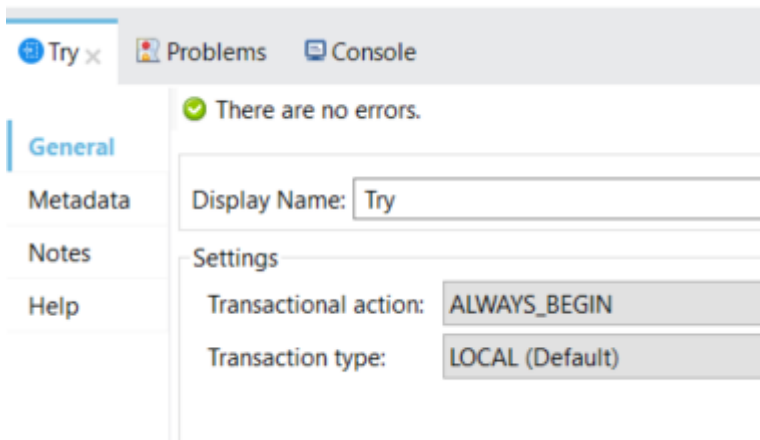 Try Problems Console
There are no errors.
General
Metadata
Display Name: Try
Notes
Settings
Help
Transactional action: ALWAYS_BEGIN
Transaction type: LOCAL (Default)